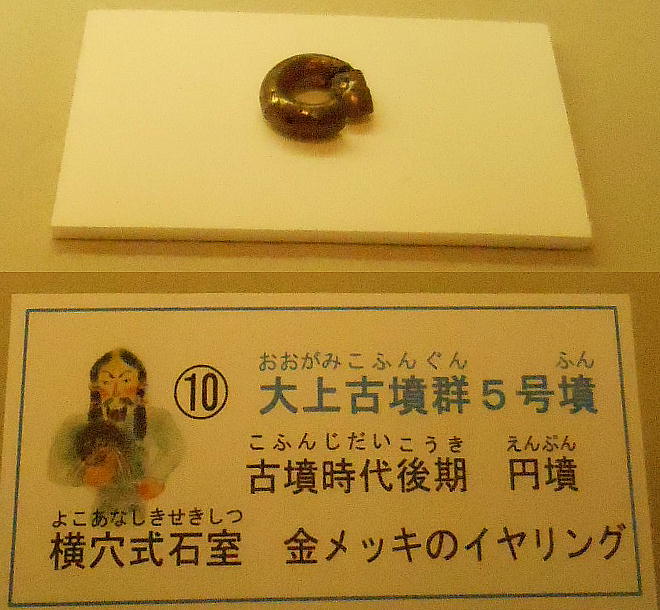 おおがみこふんぐん ふん
⑩ 大上古墳群5号墳
こふんじだいこうき えんぷん
古墳時代後期 円墳
よこあなしきせきしつ
横穴式石室 金メッキのイヤリング